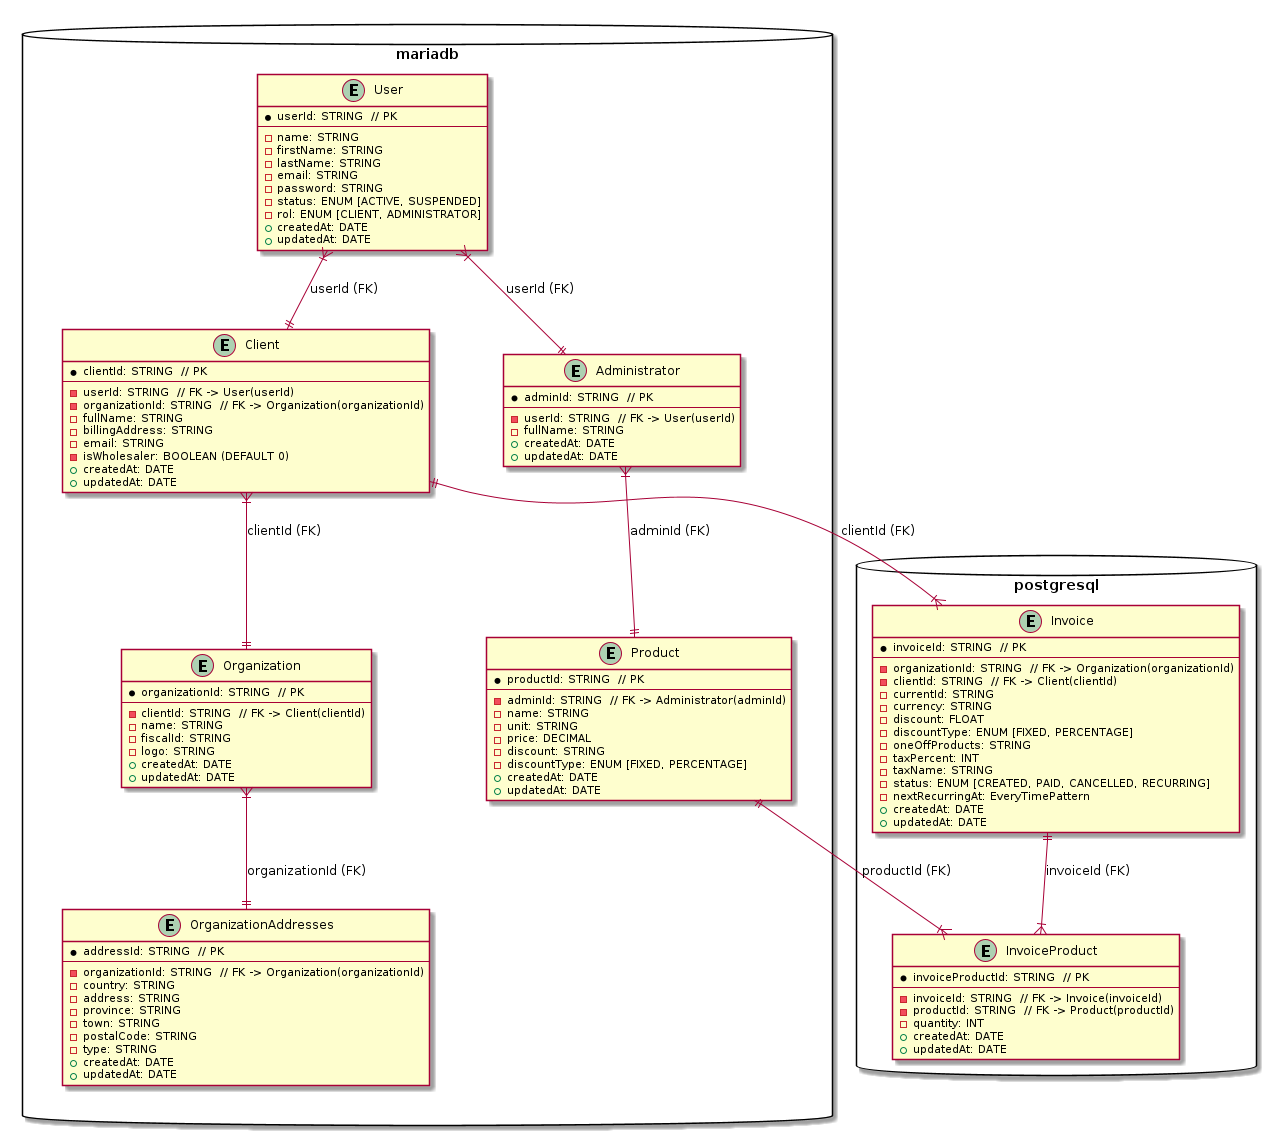 mariadb
E User
userId: STRING // PK
name: STRING
firstName: STRING
lastName: STRING
email: STRING
password: STRING
status: ENUM [ACTIVE, SUSPENDED]
rol: ENUM [CLIENT, ADMINISTRATOR]
createdAt: DATE
updatedAt: DATE
userId (FK)
userId (FK)
E Client
clientId: STRING // PK
userId: STRING // FK -> User(userId)
organizationId: STRING // FK -> Organization(organizationId)
fullName: STRING
billingAddress: STRING
email: STRING
isWholesaler: BOOLEAN (DEFAULT 0)
createdAt: DATE
updatedAt: DATE
E Administrator
adminId: STRING // PK
userId: STRING // FK -> User(userId)
fullName: STRING
createdAt: DATE
updatedAt: DATE
clientId (FK)
adminId (FK)
clientId (FK)
E Organization
organizationId: STRING // PK
clientId: STRING // FK -> Client(clientId)
name: STRING
fiscalId: STRING
logo: STRING
createdAt: DATE
updatedAt: DATE
E Product
productId: STRING // PK
adminId: STRING // FK -> Administrator(adminId)
name: STRING
unit: STRING
price: DECIMAL
discount: STRING
discountType: ENUM [FIXED, PERCENTAGE]
createdAt: DATE
updatedAt: DATE
postgresql
E Invoice
invoiceId: STRING // PK
organizationId: STRING // FK -> Organization(organizationId)
clientId: STRING // FK -> Client(clientId)
currentId: STRING
currency: STRING
discount: FLOAT
discountType: ENUM [FIXED, PERCENTAGE]
oneOffProducts: STRING
taxPercent: INT
taxName: STRING
status: ENUM [CREATED, PAID, CANCELLED, RECURRING]
nextRecurringAt: EveryTimePattern
createdAt: DATE
updatedAt: DATE
organizationId (FK)
productId (FK)
invoiceId (FK)
E OrganizationAddresses
addressId: STRING // PK
organizationId: STRING // FK -> Organization(organizationId)
country: STRING
address: STRING
province: STRING
town: STRING
postalCode: STRING
type: STRING
createdAt: DATE
updatedAt: DATE
E InvoiceProduct
invoiceProductId: STRING // PK
invoiceId: STRING // FK -> Invoice(invoiceId)
productId: STRING // FK -> Product(productId)
quantity: INT
createdAt: DATE
updatedAt: DATE